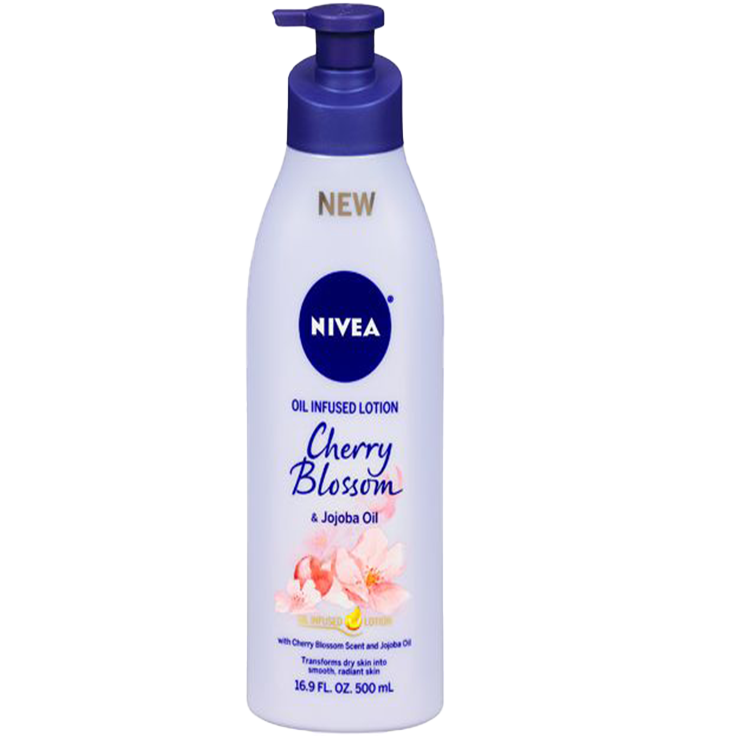 NEW
NIVEA®
OIL INFUSED LOTION
Cherry
Blossom
& Jojoba Oil
OIL INFUSED LOTION
with Cherry Blossom Scent and Jojoba Oil
Transforms dry skin into
smooth, radiant skin
16.9 FL. OZ. 500 mL